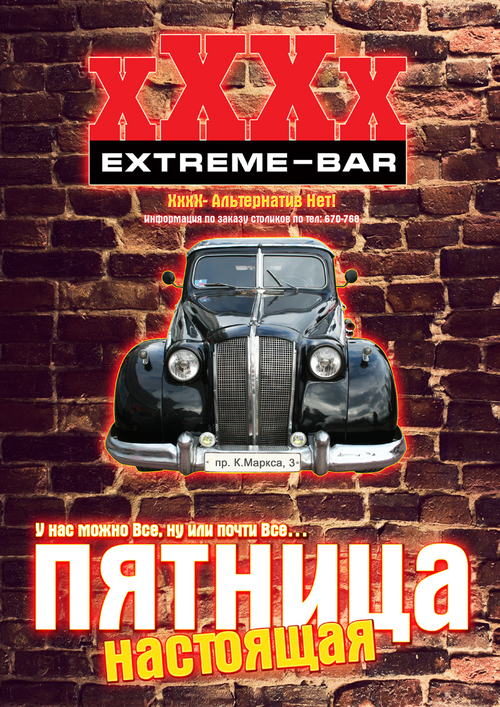 xXXx
EXTREME-BAR
XxxX- Альтернатив Нет!
Информация по заказу столиков по тел: 670-768
пр. К.Маркса, 3
У нас можно Все, ну или почти Все...
ПЯТНИЦА
настоящая